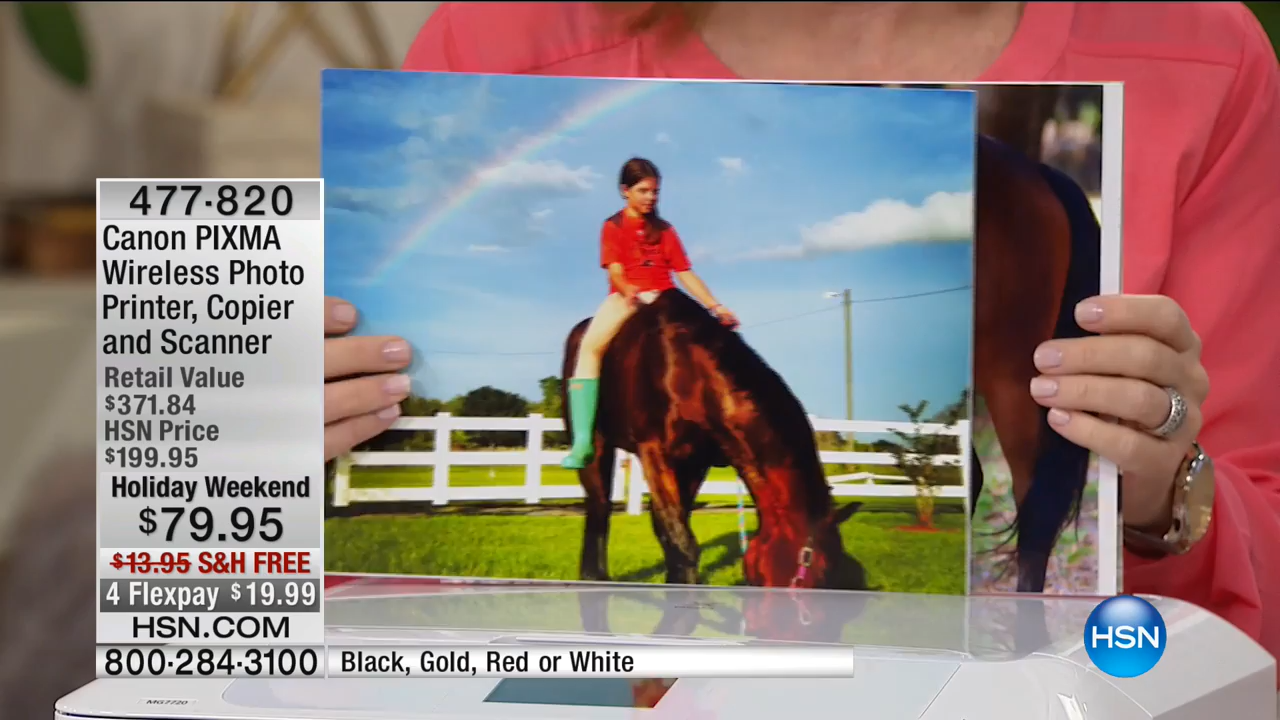 477·820
Canon PIXMA
Wireless Photo
Printer, Copier
and Scanner
Retail Value
$371.84
HSN Price
$199.95
Holiday Weekend
$79.95
$13.95 S&H FREE
4 Flexpay $19.99
HSN.COM
800·284·3100
Black, Gold, Red or White
HSN
MG7720